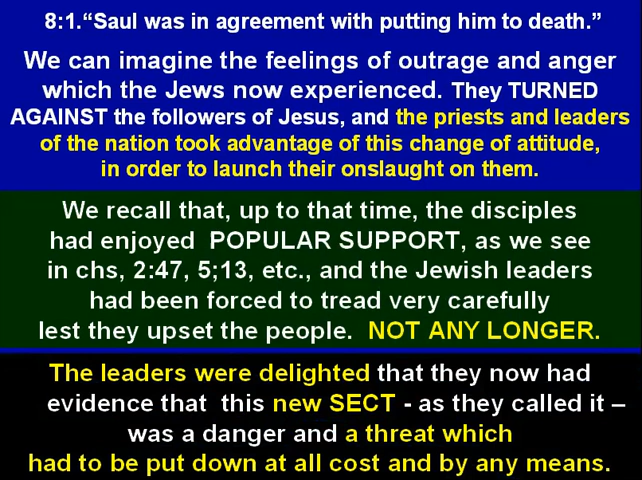 8:1.“Saul was in agreement with putting him to death.”
We can imagine the feelings of outrage and anger
which the Jews now experienced. They TURNED
AGAINST the followers of Jesus, and the priests and leaders
of the nation took advantage of this change of attitude,
in order to launch their onslaught on them.
We recall that, up to that time, the disciples
had enjoyed POPULAR SUPPORT, as we see
in chs, 2:47, 5;13, etc., and the Jewish leaders
had been forced to tread very carefully
lest they upset the people. NOT ANY LONGER.
The leaders were delighted that they now had
evidence that this new SECT - as they called it –
was a danger and a threat which
had to be put down at all cost and by any means.